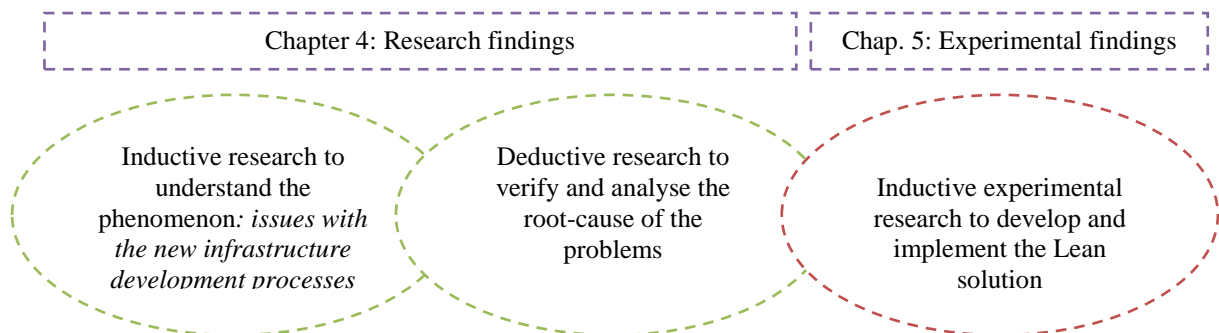 Chapter 4: Research findings
Chap. 5: Experimental findings
Inductive research to
understand the
phenomenon: issues with
the new infrastructure
development processes
Deductive research to
verify and analyse the
root-cause of the
problems
Inductive experimental
research to develop and
implement the Lean
solution